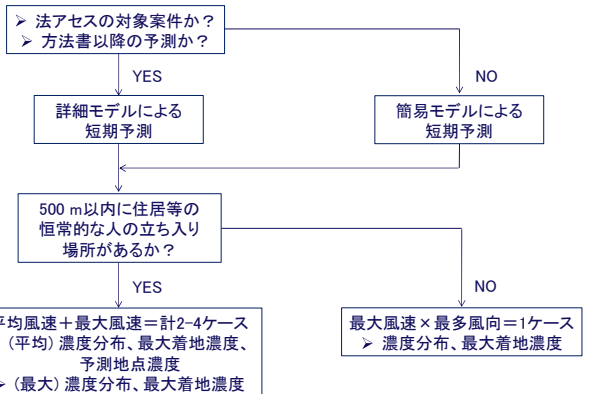 ➢ 法アセスの対象案件か？
➢ 方法書以降の予測か？
YES
NO
詳細モデルによる
短期予測
簡易モデルによる
短期予測
500 m以内に住居等の
恒常的な人の立ち入り
場所があるか？
YES
NO
平均風速＋最大風速＝計2-4ケース
(平均) 濃度分布、最大着地濃度、
予測地点濃度
➢ (最大) 濃度分布、最大着地濃度
最大風速×最多風向＝1ケース
➢ 濃度分布、最大着地濃度